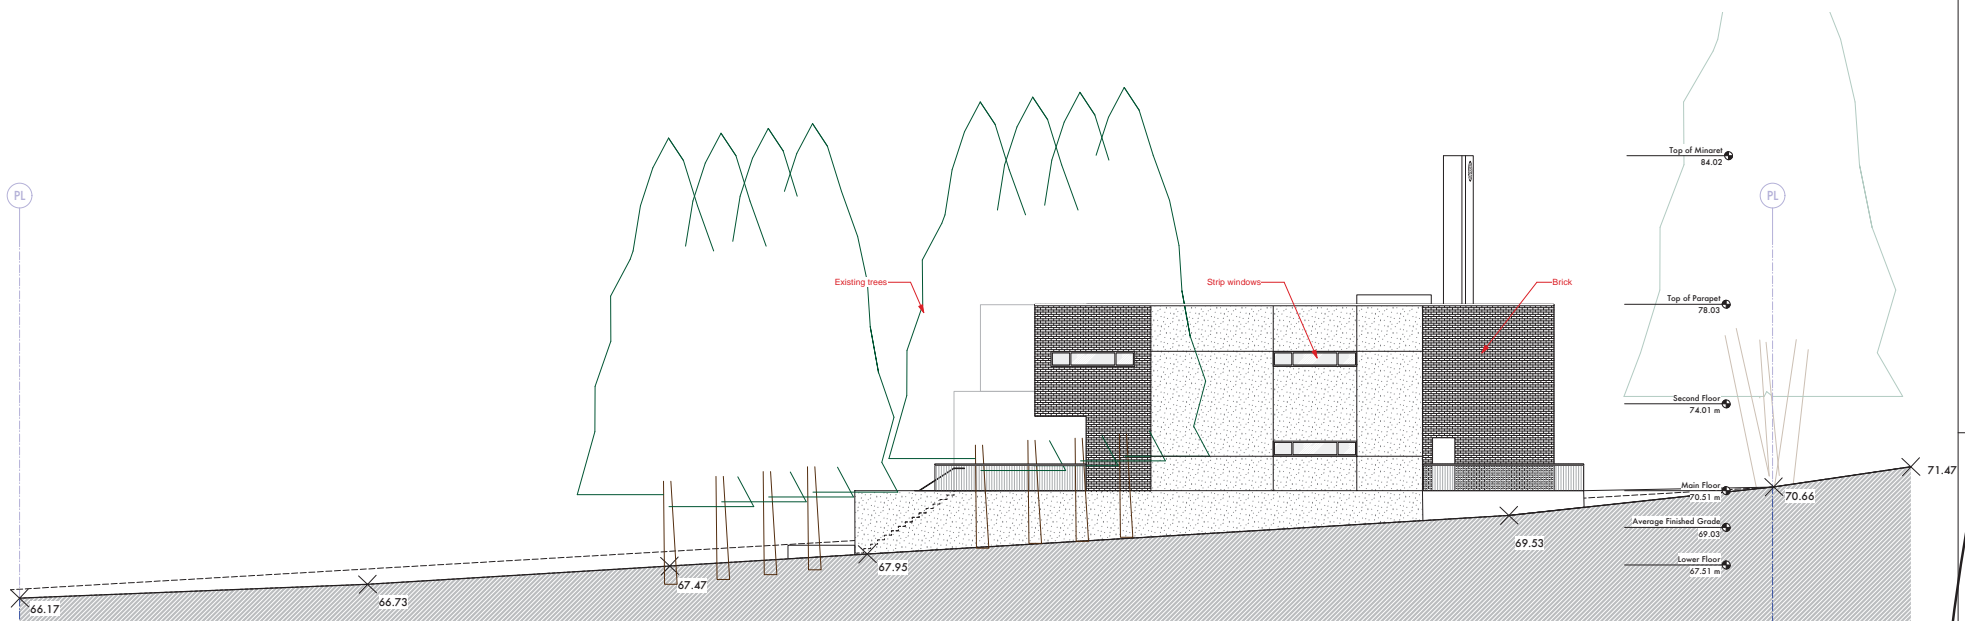 Top of Minaret
84.02
PL
PL
Existing trees
Strip windows
Brick
Top of Parapet
78.03
Second Floor
74.01 m
71.47
Main Floor
70.51 m
70.66
Average Finished Grade
69.03
69.53
Lower Floor
67.51 m
67.95
67.47
66.73
66.17